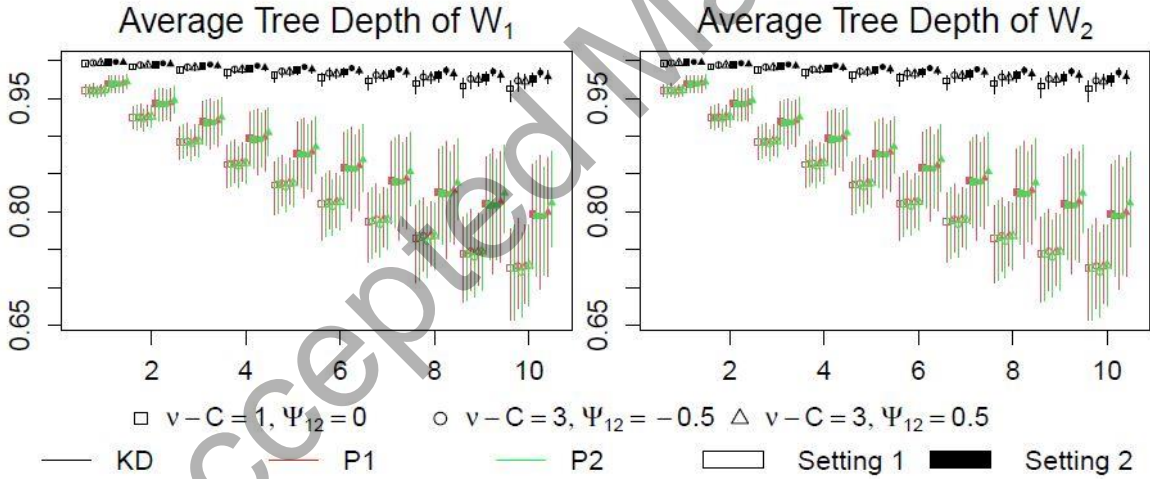 Average Tree Depth of W₁ Average Tree Depth of W₂
0.95 0.95
0.80 0.80
0.65 0.65
2 4 6 8 10 2 4 6 8 10
ν − C = 1, Ψ₁₂ = 0 ν − C = 3, Ψ₁₂ = −0.5 ν − C = 3, Ψ₁₂ = 0.5
KD P1 P2 Setting 1 Setting 2
Accepted Ma